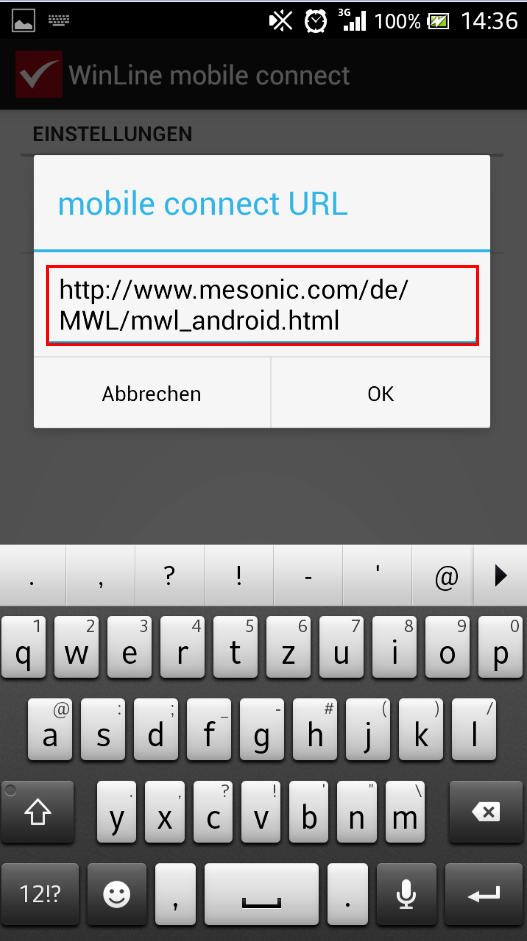 3G 100% 14:36
WinLine mobile connect
EINSTELLUNGEN
mobile connect URL
http://www.mesonic.com/de/
MWL/mwl_android.html
Abbrechen OK
. , ? ! - ' @
1 2 3 4 5 6 7 8 9 0
q w e r t z u i o p
@ : ; _ - # ( ) /
a s d f g h j k l
. , ? ! ' " \
y x c v b n m
12!? , .